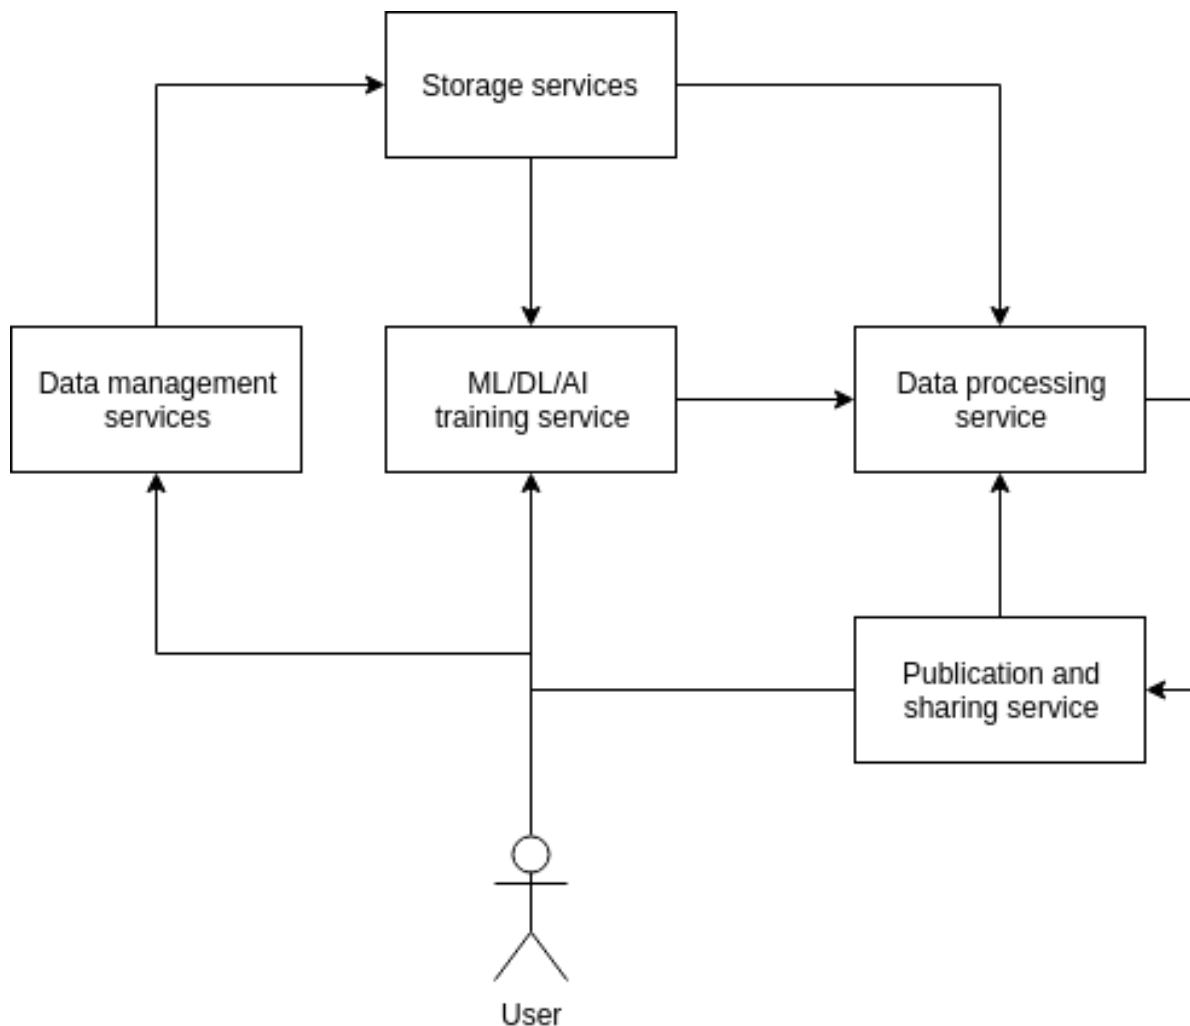 Storage services
Data management
services
ML/DL/AI
training service
Data processing
service
Publication and
sharing service
User